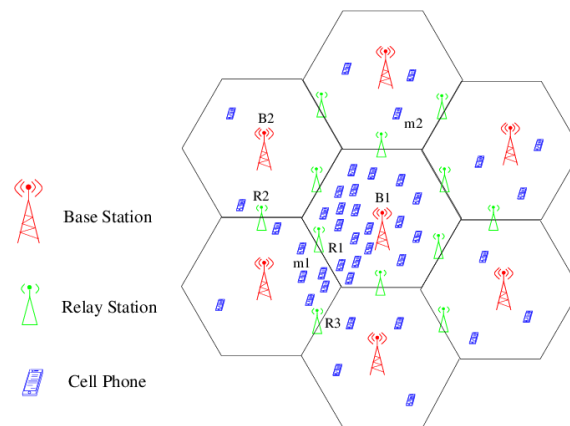 m2
B2
B1
R2
Base Station
R1
m1
Relay Station
R3
Cell Phone